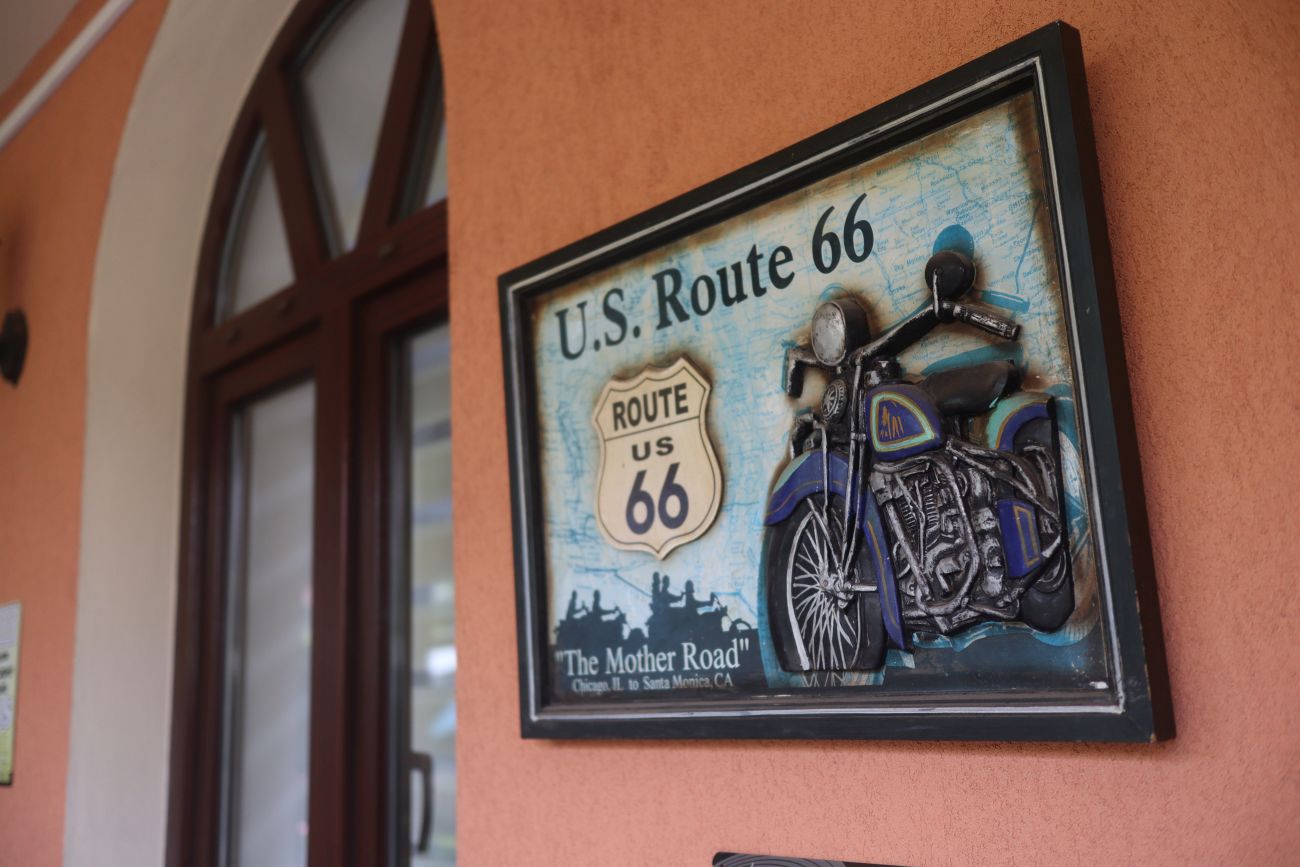 U.S. Route 66
ROUTE
US
66
"The Mother Road"
Chicago, IL to Santa Monica, CA